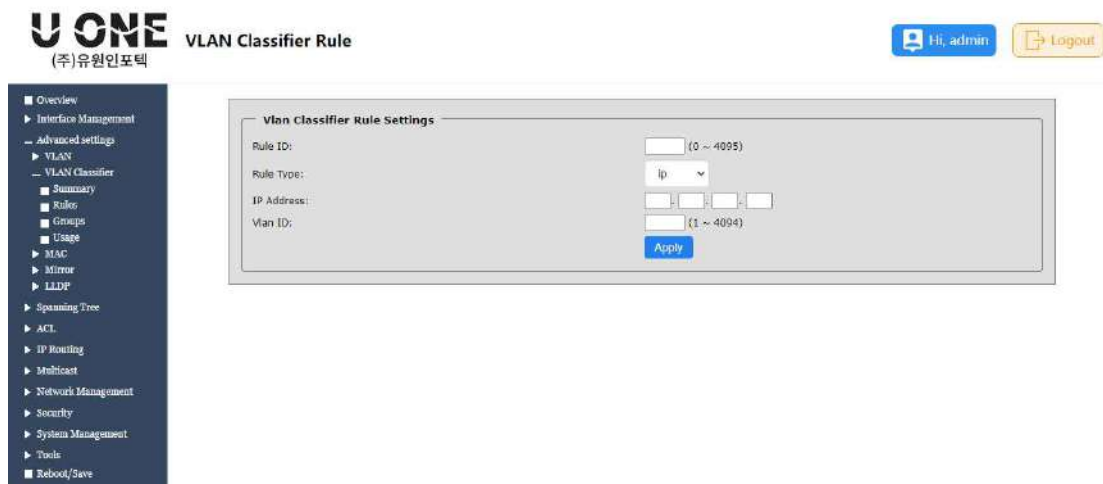 U ONE
(주)유원인포텍
VLAN Classifier Rule
Hi, admin
Logout
Overview
Interface Management
Advanced settings
VLAN
VLAN Classifier
Summary
Rules
Groups
Usage
MAC
Mirror
LLDP
Spanning Tree
ACL
IP Routing
Multicast
Network Management
Security
System Management
Tools
Reboot/Save
Vlan Classifier Rule Settings
Rule ID: (0 ~ 4095)
Rule Type: ip
IP Address: . . .
Vlan ID: (1 ~ 4094)
Apply